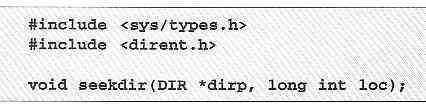 #include <sys/types.h>
#include <dirent.h>
void seekdir(DIR *dirp, long int loc);